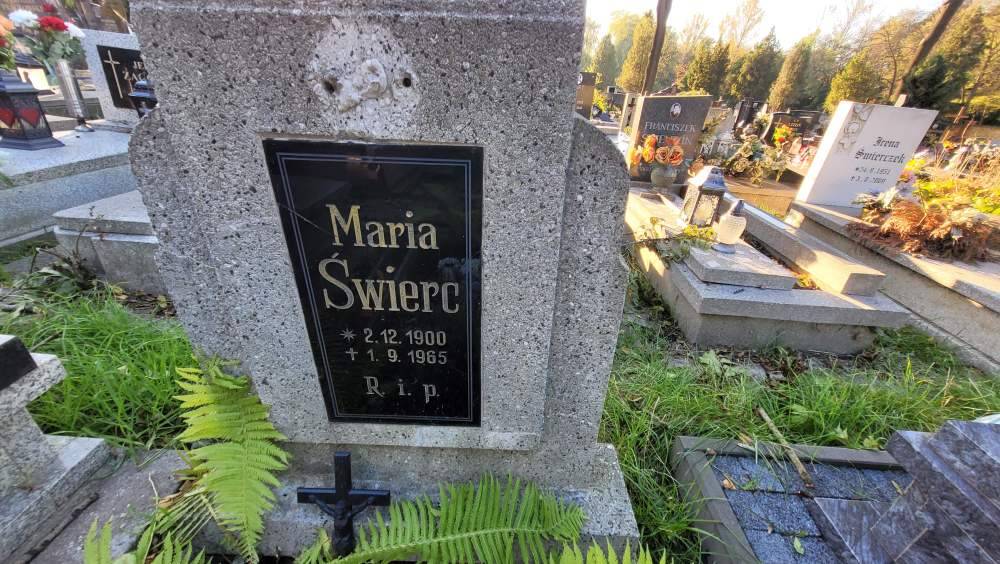 Maria
Świerc
* 2.12.1900
+ 1.9.1965
R. i. p.
FRANCISZEK
Irena
Świerczek